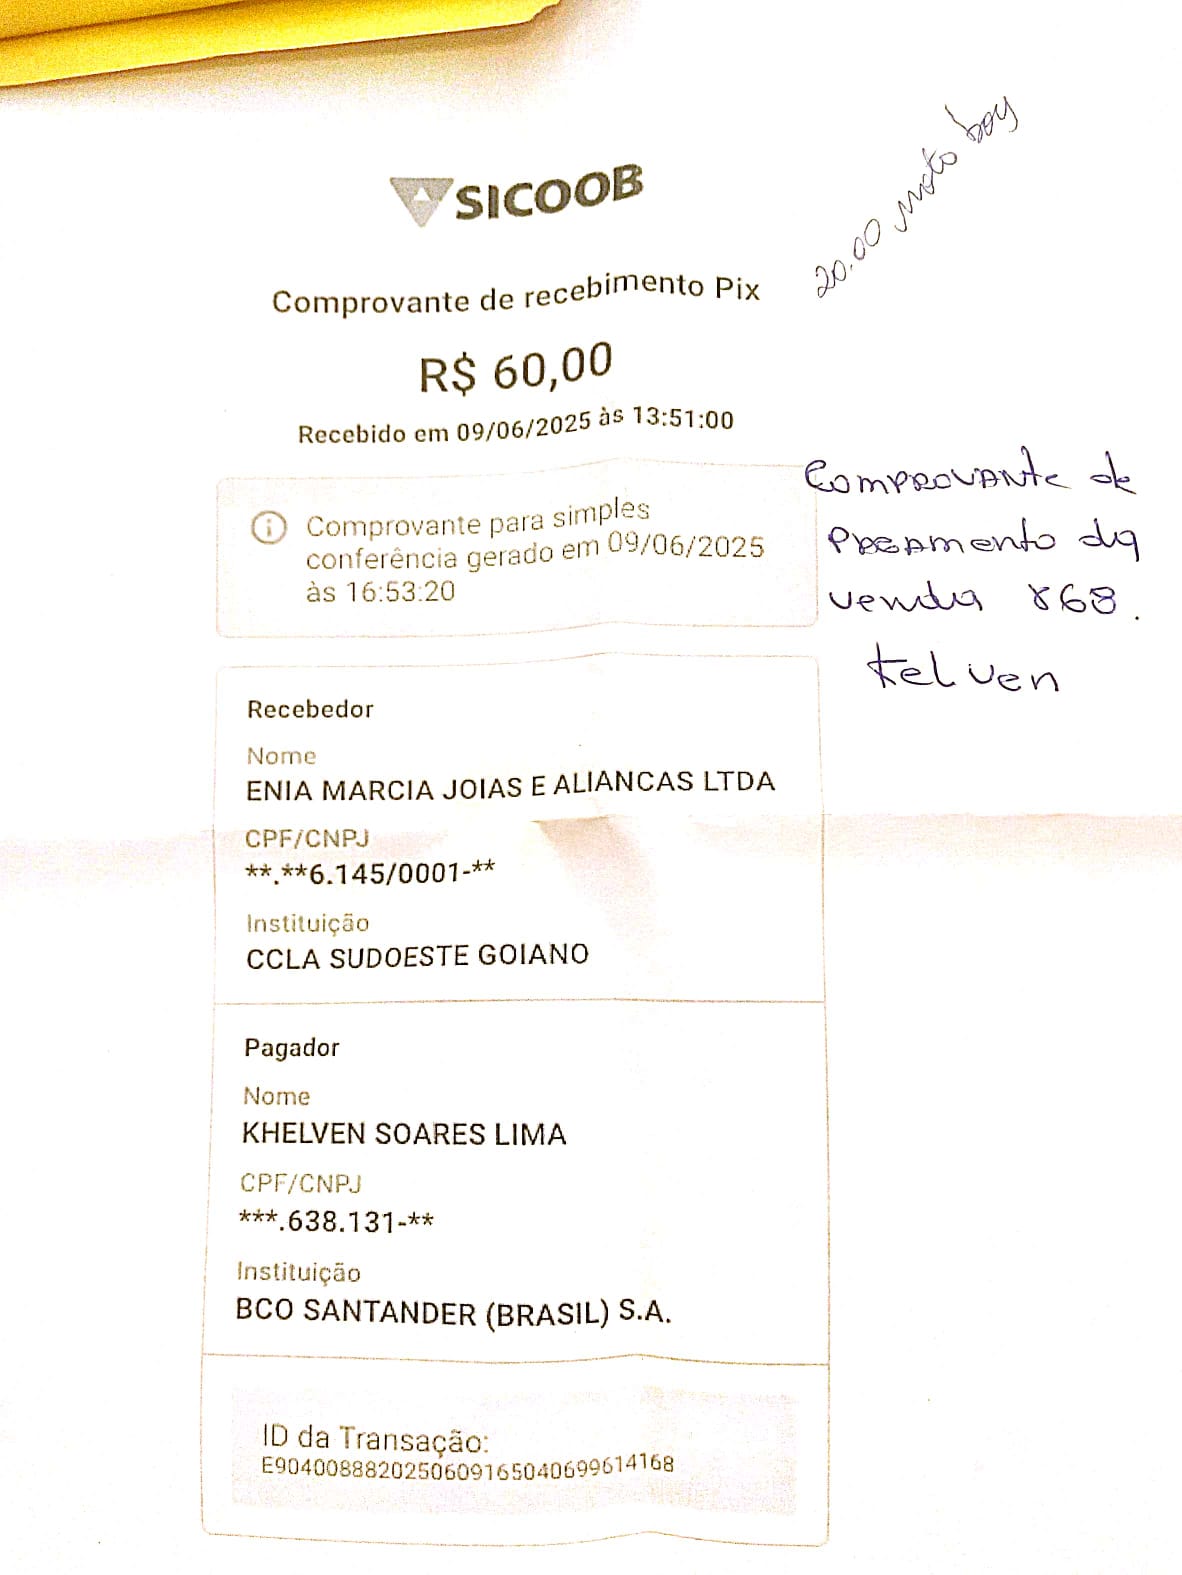 SICOOB
20.00 moto boy
Comprovante de recebimento Pix
R$ 60,00
Recebido em 09/06/2025 às 13:51:00
Comprovante para simples
conferência gerado em 09/06/2025
às 16:53:20
Comprovante de
da
venda 868.
kelven
Recebedor
Nome
ENIA MARCIA JOIAS E ALIANCAS LTDA
CPF/CNPJ
**.**6.145/0001-**
Instituição
CCLA SUDOESTE GOIANO
Pagador
Nome
KHELVEN SOARES LIMA
CPF/CNPJ
***.638.131-**
Instituição
BCO SANTANDER (BRASIL) S.A.
ID da Transação:
E9040088820250609165040699614168